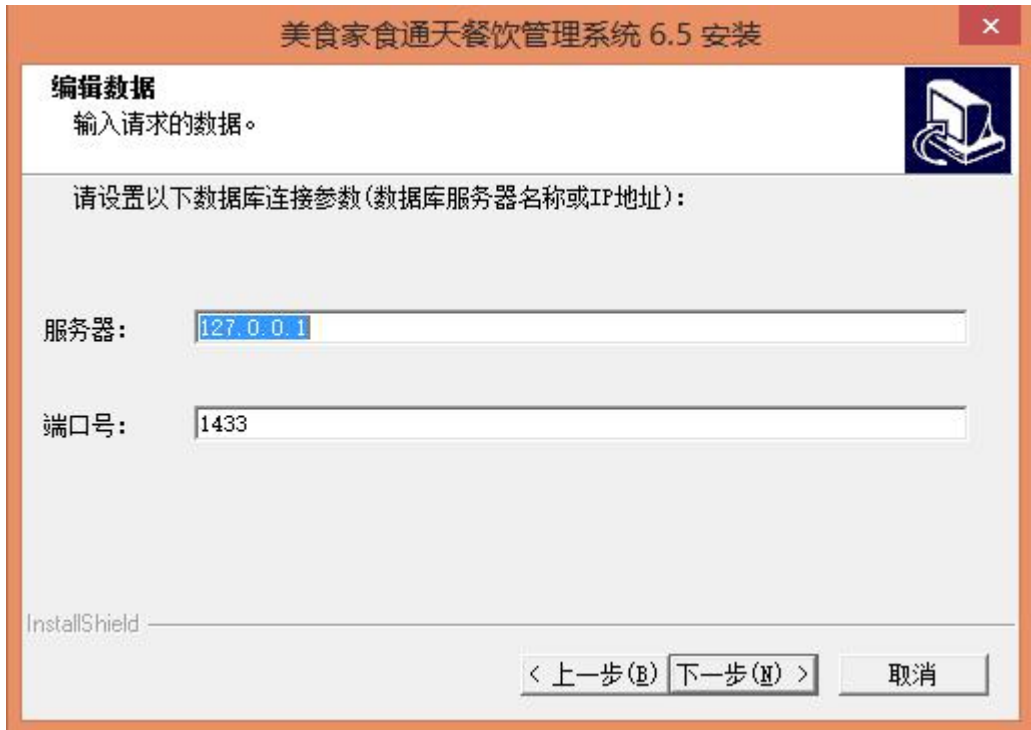 美食家食通天餐饮管理系统 6.5 安装
编辑数据
输入请求的数据。
请设置以下数据库连接参数(数据库服务器名称或IP地址):
服务器: 127.0.0.1
端口号: 1433
InstallShield
< 上一步(B) 下一步(N) > 取消